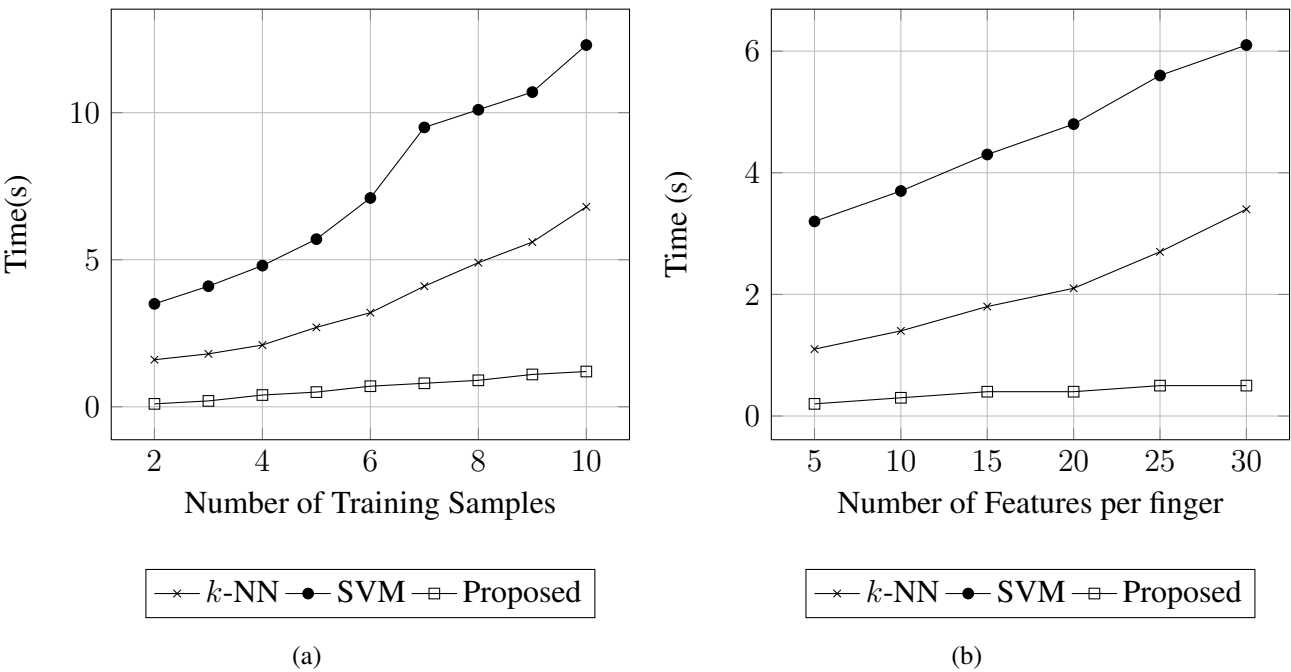 10
5
0
Time(s)
2 4 6 8 10
Number of Training Samples
k-NN SVM Proposed
(a)
6
4
2
0
Time (s)
5 10 15 20 25 30
Number of Features per finger
k-NN SVM Proposed
(b)